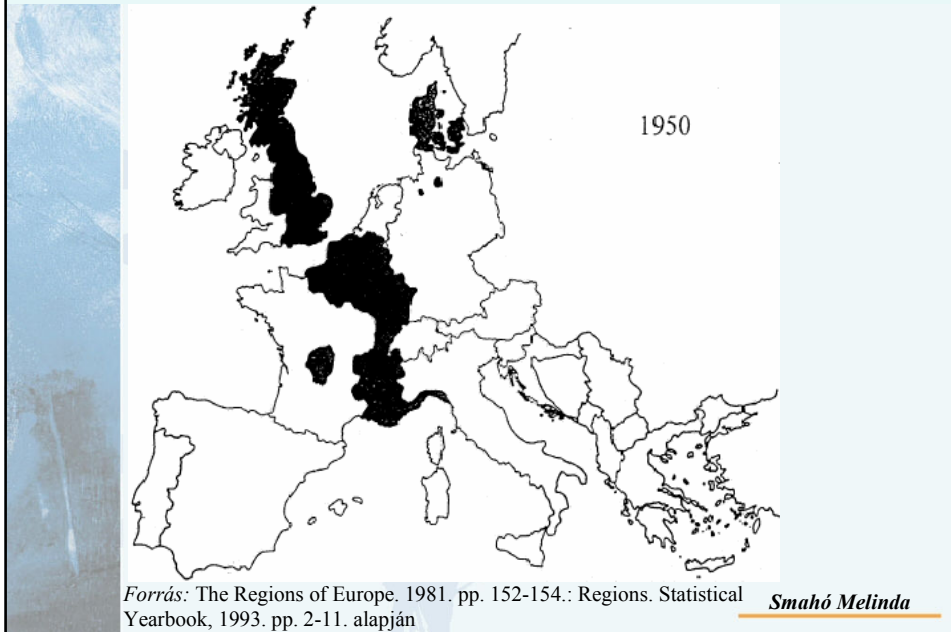 1950
Forrás: The Regions of Europe. 1981. pp. 152-154.: Regions. Statistical
Yearbook, 1993. pp. 2-11. alapján
Smahó Melinda